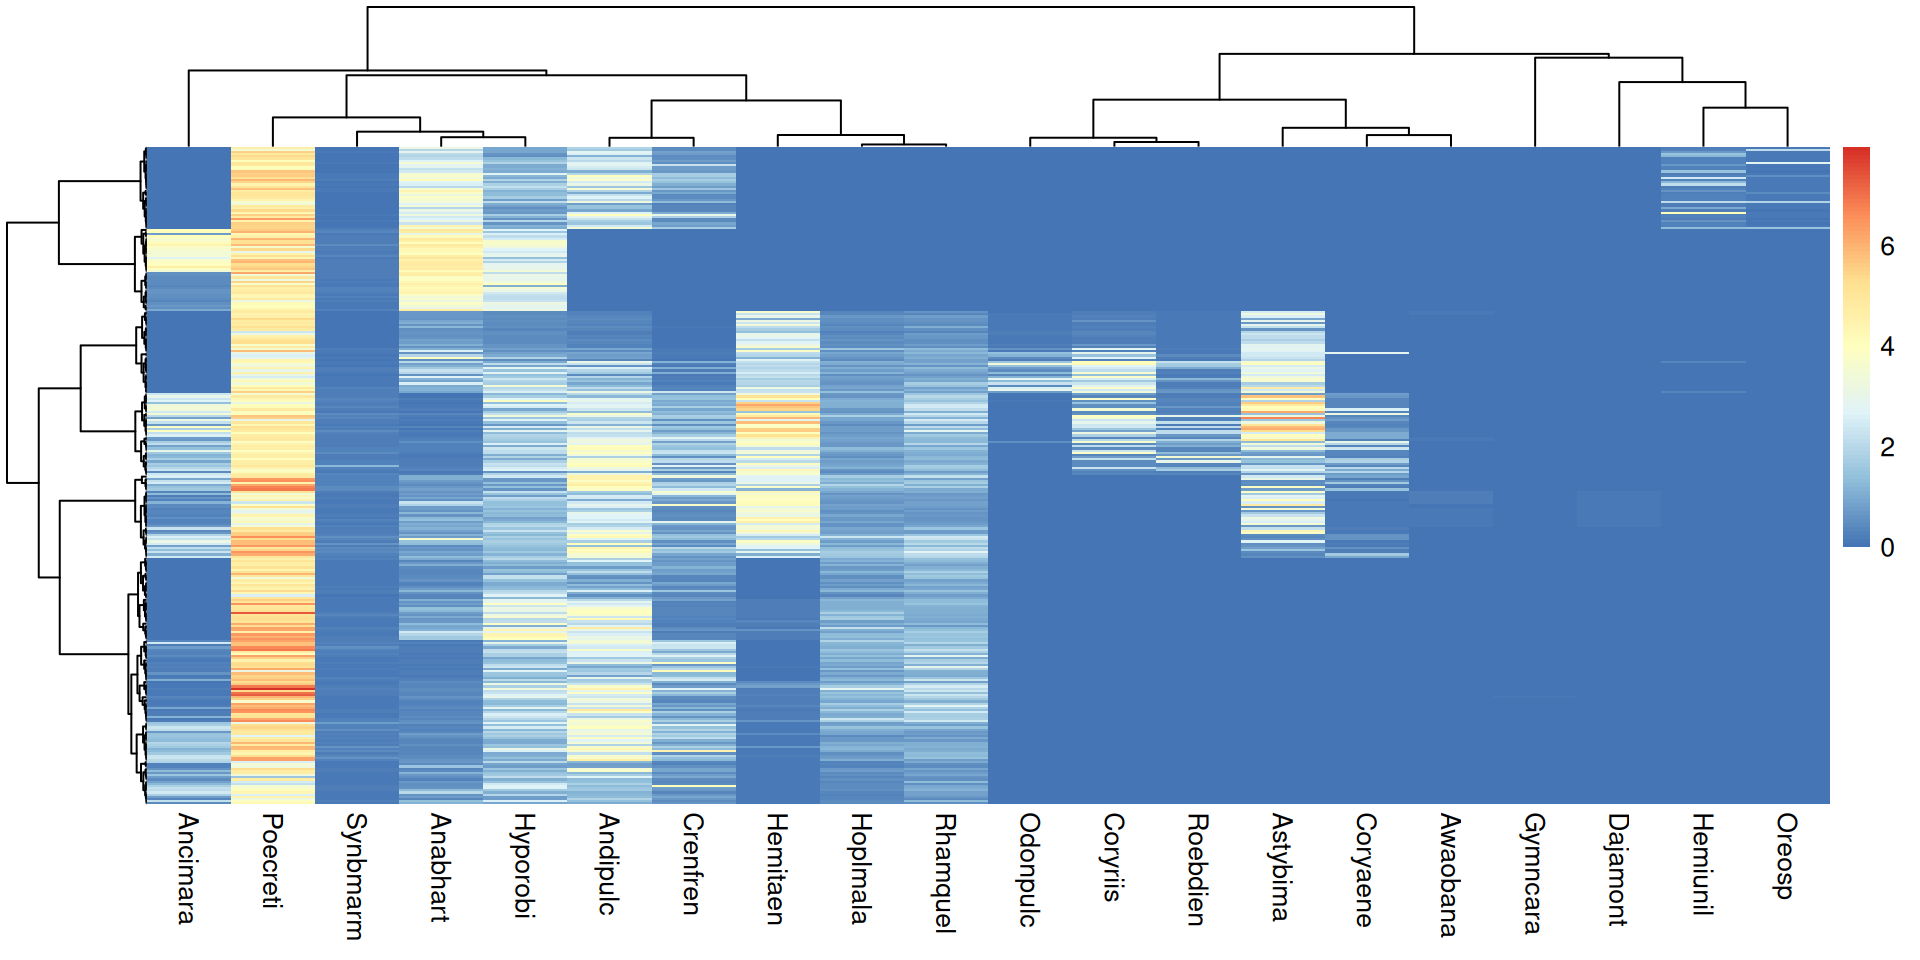 6
4
2
0
Ancimara
Poecreti
Synbmarm
Anabhart
Hyporobi
Andipulc
Crenfren
Hemitaen
Hoplmala
Rhamquel
Odonpulc
Coryriis
Roebdien
Astybima
Coryaene
Awaobana
Gymncara
Dajamont
Hemiunil
Oreosp